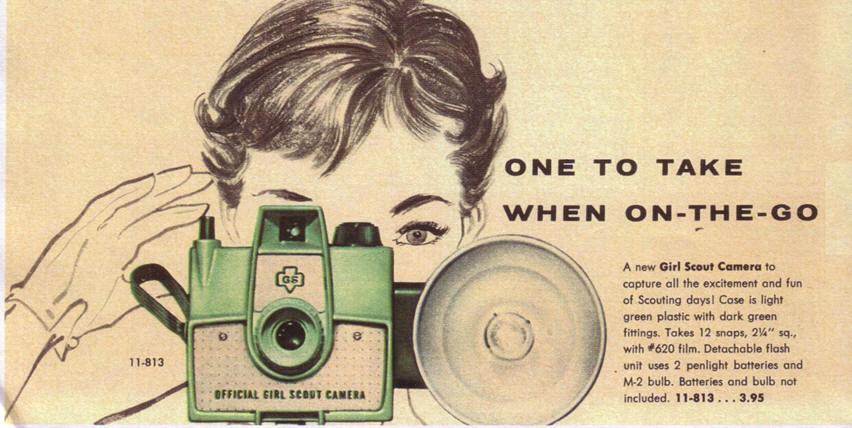 ONE TO TAKE
WHEN ON-THE-GO
A new Girl Scout Camera to
capture all the excitement and fun
of Scouting days! Case is light
green plastic with dark green
fittings. Takes 12 snaps, 2¼″ sq.,
with #620 film. Detachable flash
unit uses 2 penlight batteries and
M-2 bulb. Batteries and bulb not
included. 11-813 . . . 3.95
GS
11-813
OFFICIAL GIRL SCOUT CAMERA